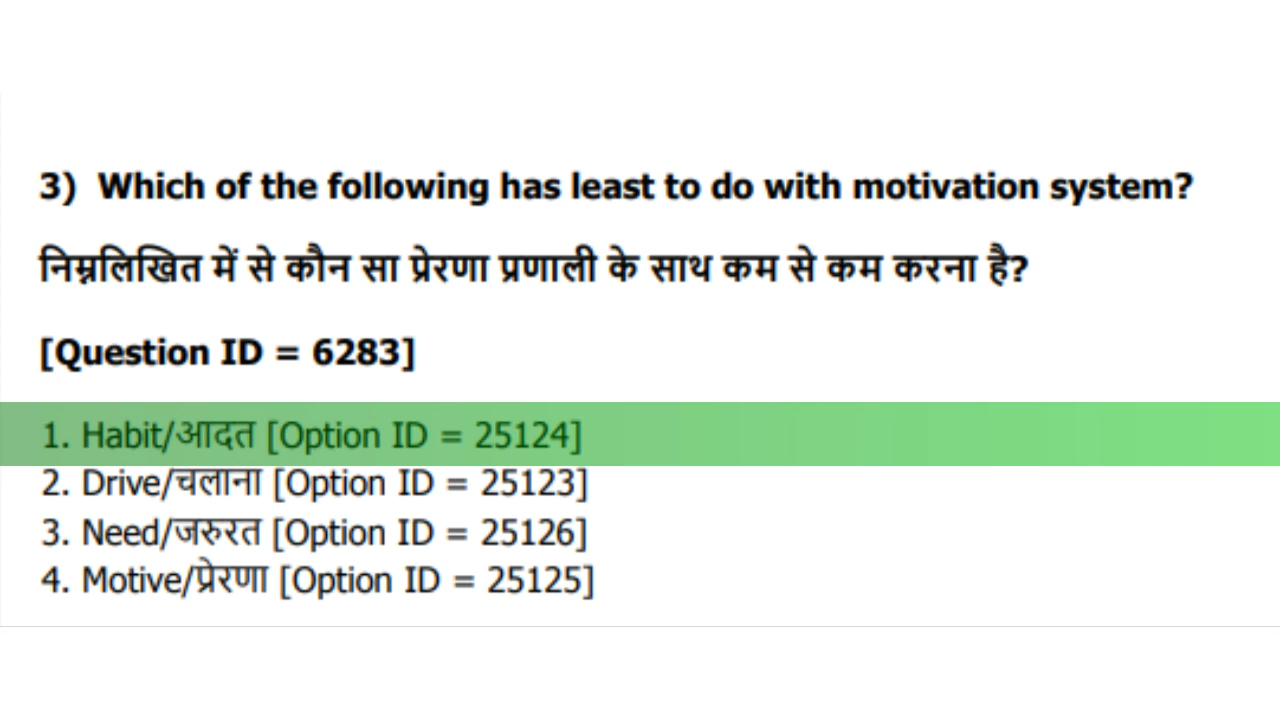 3) Which of the following has least to do with motivation system?
निम्नलिखित में से कौन सा प्रेरणा प्रणाली के साथ कम से कम करना है?
[Question ID = 6283]
1. Habit/आदत [Option ID = 25124]
2. Drive/चलाना [Option ID = 25123]
3. Need/जरुरत [Option ID = 25126]
4. Motive/प्रेरणा [Option ID = 25125]